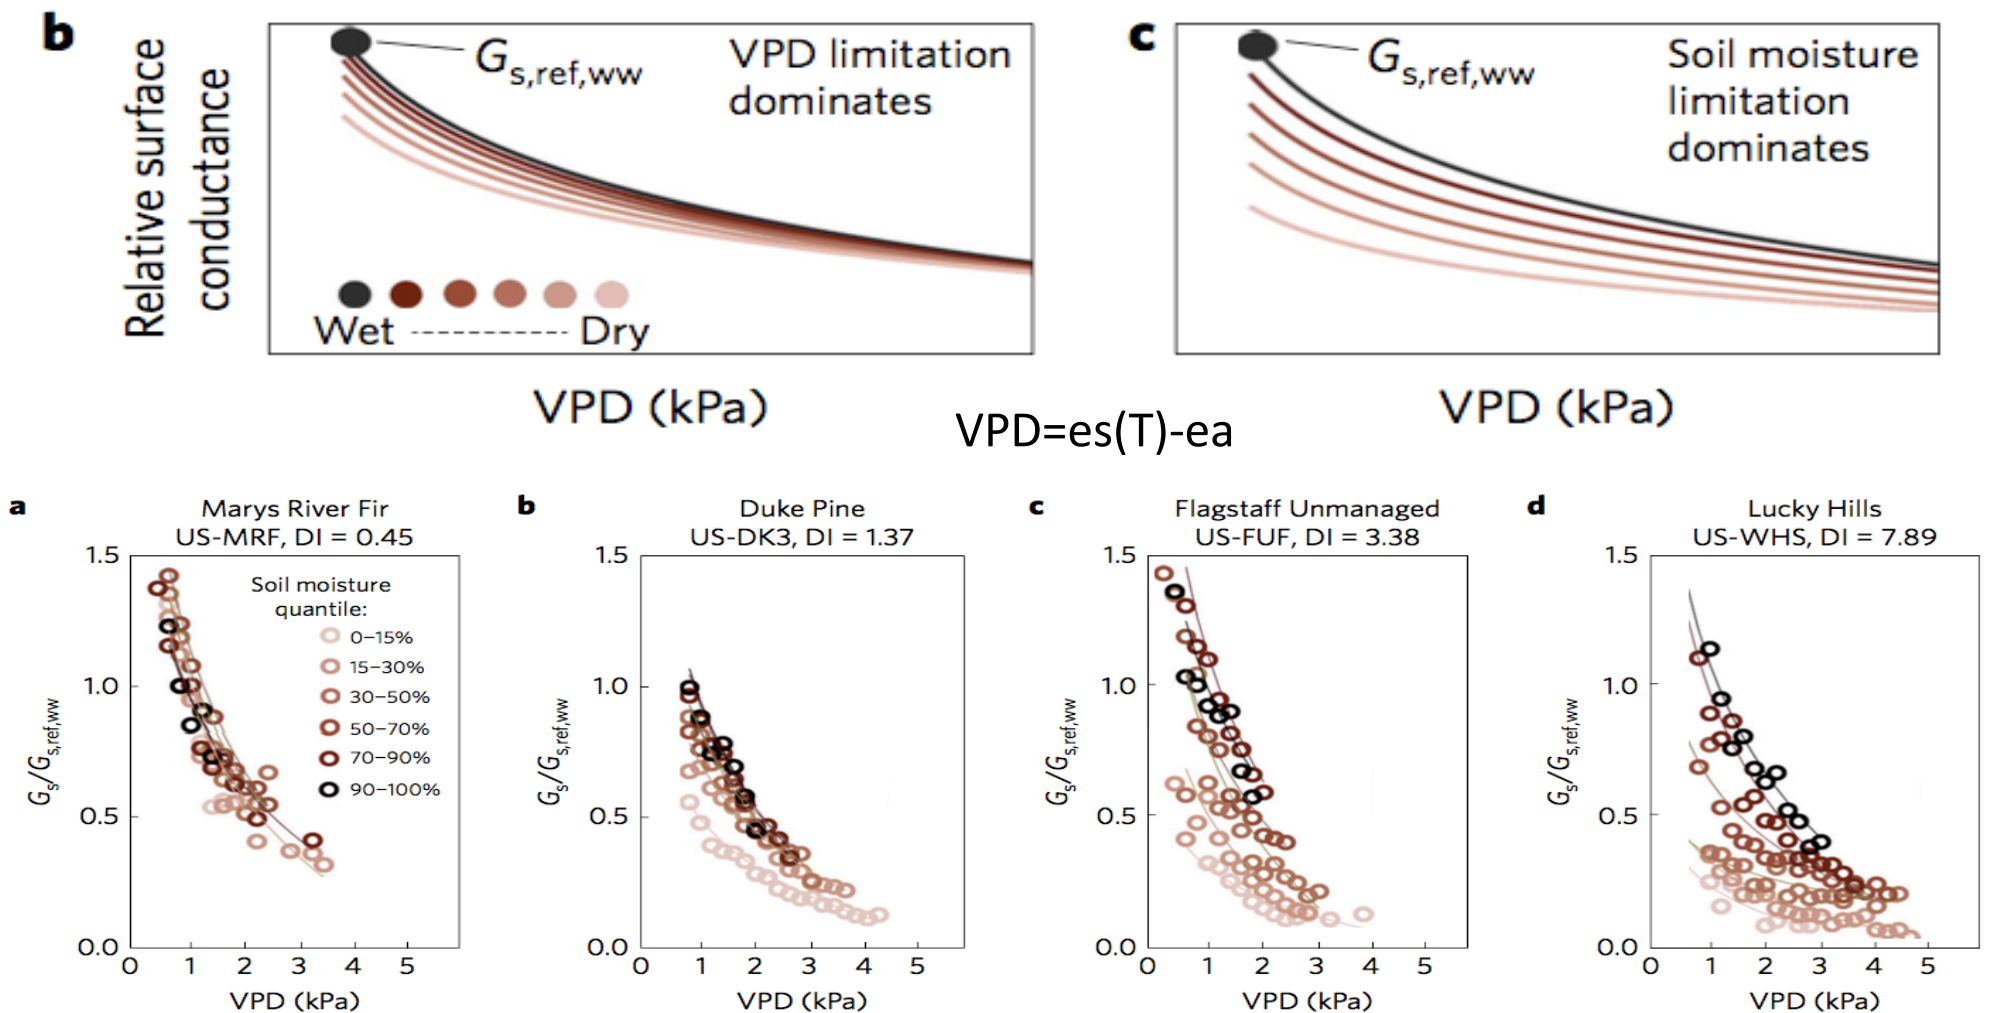 b
Relative surface
conductance
Gs,ref,ww
VPD limitation
dominates
Wet ---------- Dry
VPD (kPa)
c
Gs,ref,ww
Soil moisture
limitation
dominates
VPD (kPa)
VPD=es(T)-ea
a
Marys River Fir
US-MRF, DI = 0.45
Gs/Gs,ref,ww
1.5
1.0
0.5
0.0
Soil moisture
quantile:
0–15%
15–30%
30–50%
50–70%
70–90%
90–100%
0 1 2 3 4 5
VPD (kPa)
b
Duke Pine
US-DK3, DI = 1.37
Gs/Gs,ref,ww
1.5
1.0
0.5
0.0
0 1 2 3 4 5
VPD (kPa)
c
Flagstaff Unmanaged
US-FUF, DI = 3.38
Gs/Gs,ref,ww
1.5
1.0
0.5
0.0
0 1 2 3 4 5
VPD (kPa)
d
Lucky Hills
US-WHS, DI = 7.89
Gs/Gs,ref,ww
1.5
1.0
0.5
0.0
0 1 2 3 4 5
VPD (kPa)